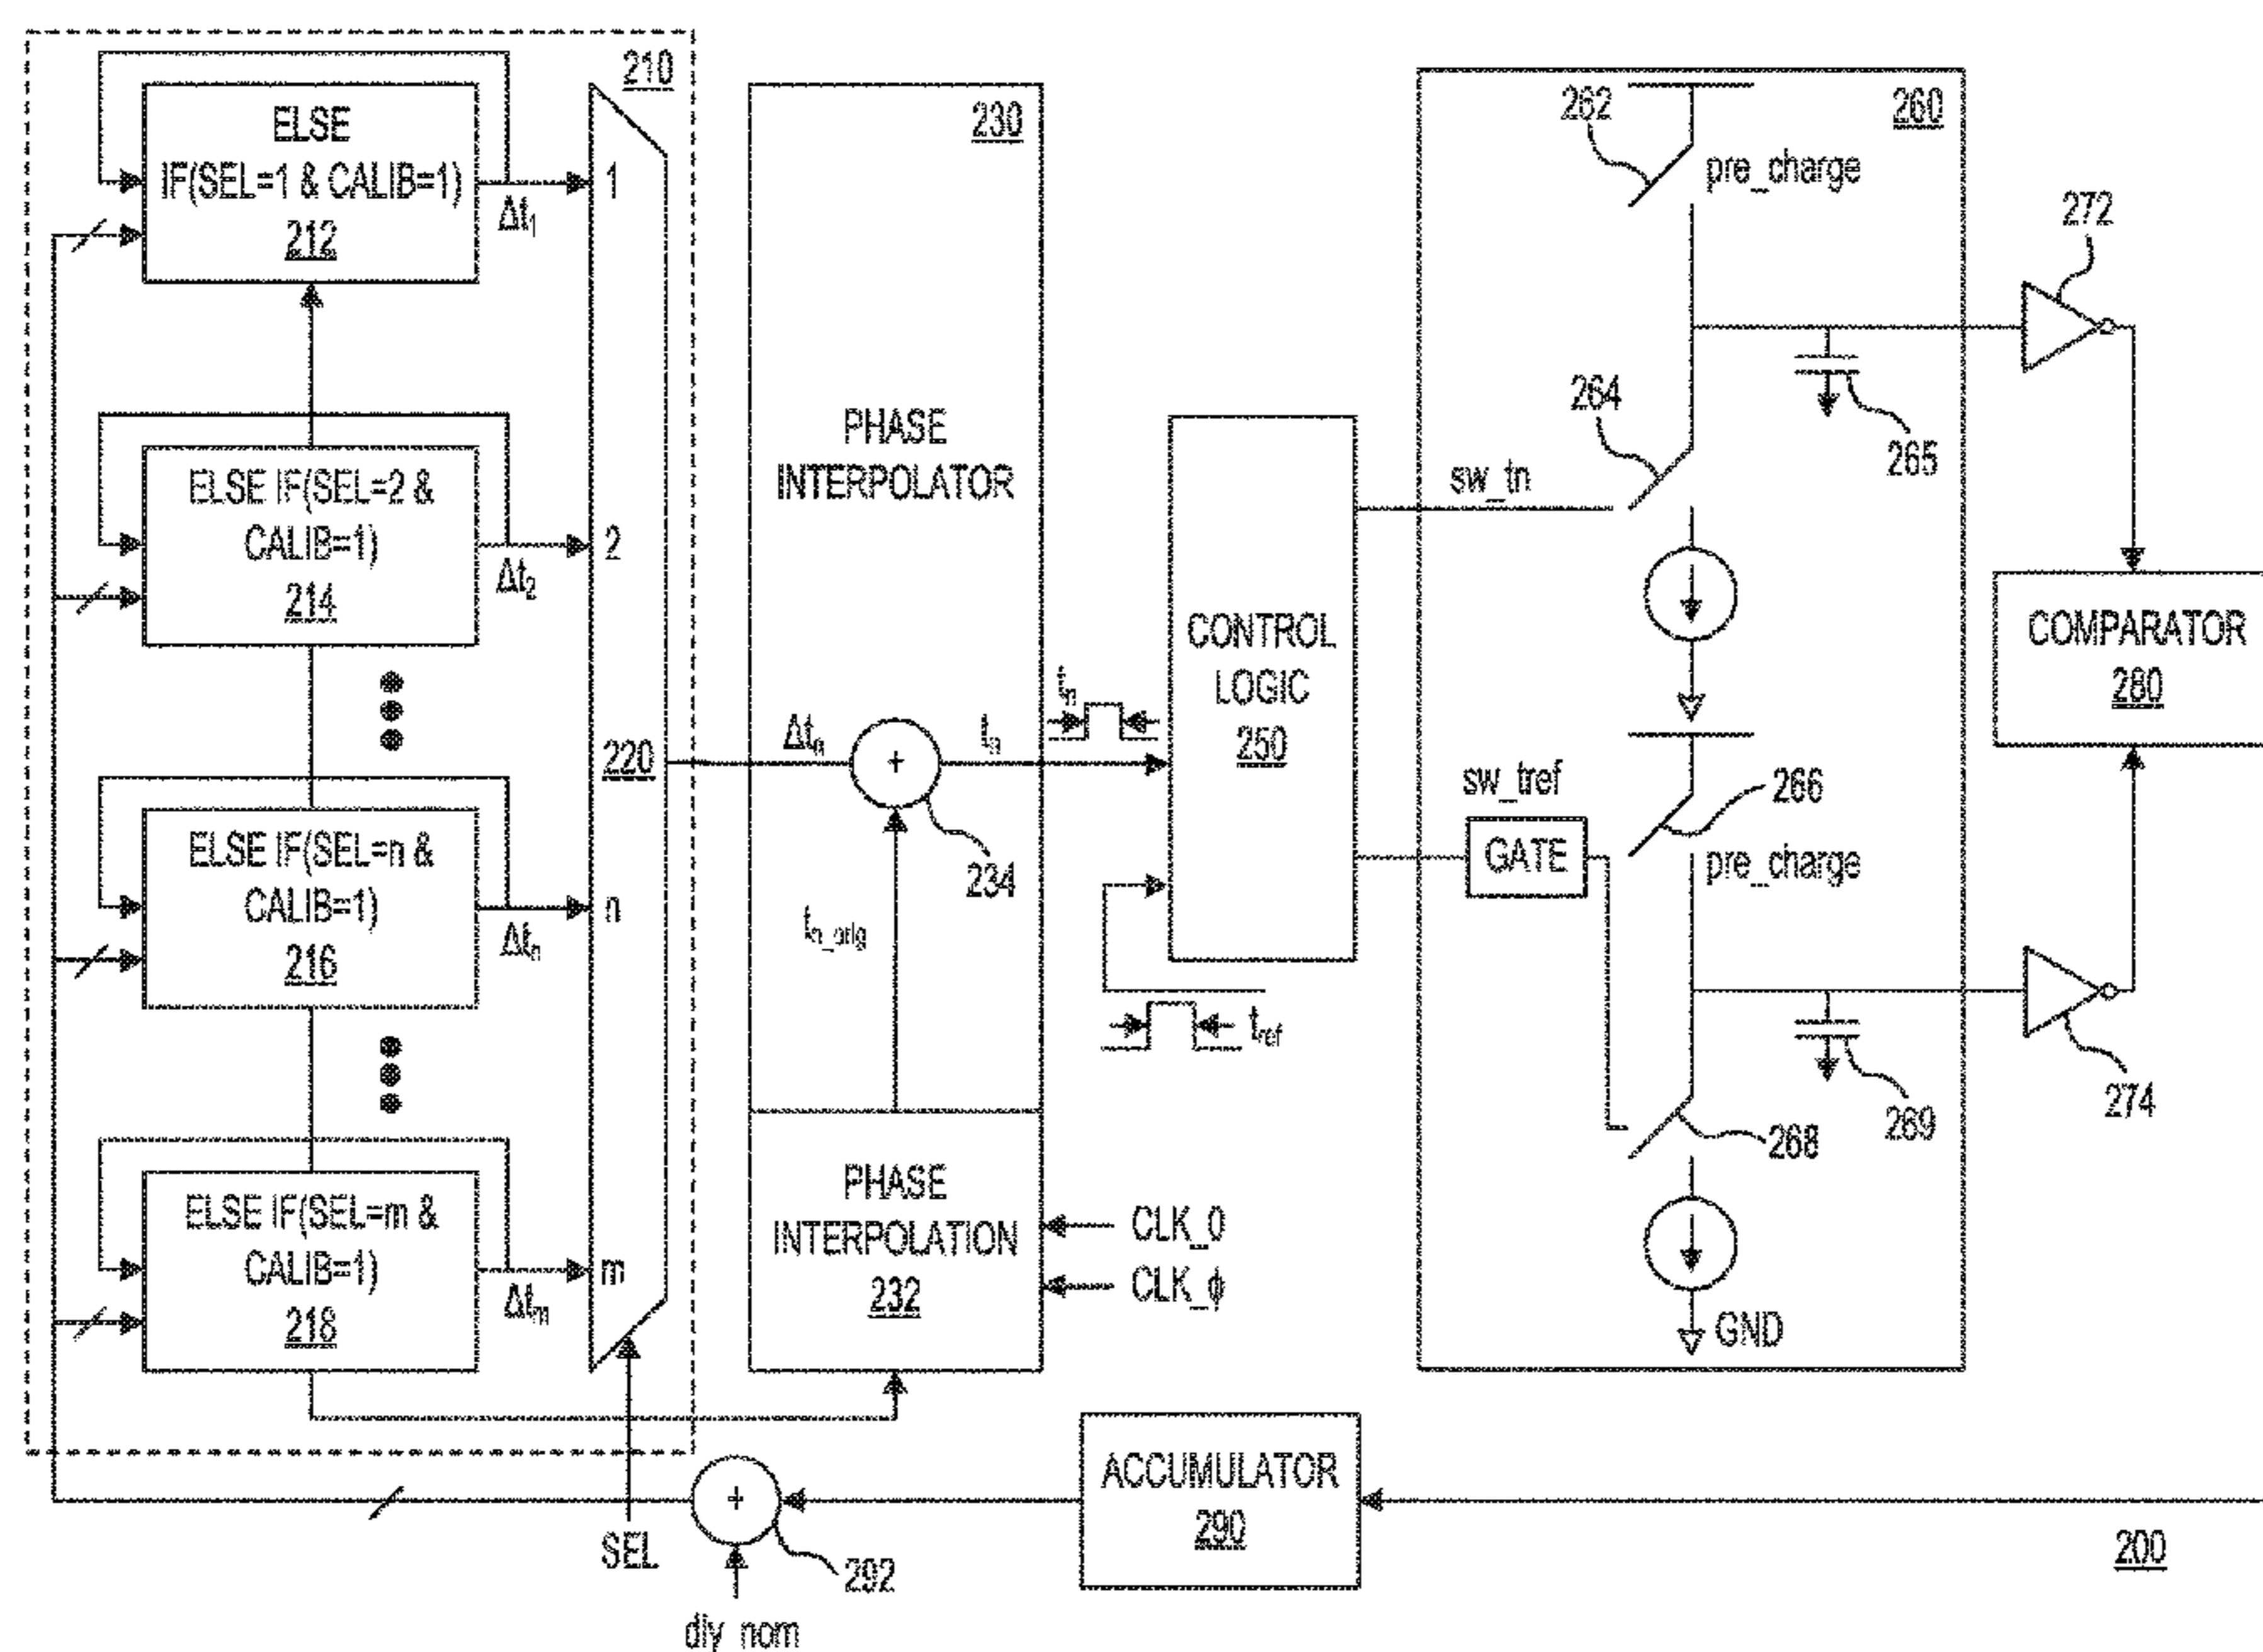 210
ELSE
IF(SEL=1 & CALIB=1)
212
Δt1
1
ELSE IF(SEL=2 &
CALIB=1)
214
Δt2
2
ELSE IF(SEL=n &
CALIB=1)
216
Δtn
n
ELSE IF(SEL=m &
CALIB=1)
218
Δtm
m
220
SEL
230
PHASE
INTERPOLATOR
Δtn
+
tn
234
tn_orig
PHASE
INTERPOLATION
232
CLK_0
CLK_ϕ
tn
tref
CONTROL
LOGIC
250
260
262
pre_charge
264
265
sw_tn
sw_tref
GATE
266
pre_charge
268
269
GND
272
274
COMPARATOR
280
ACCUMULATOR
290
+
292
dly_nom
200